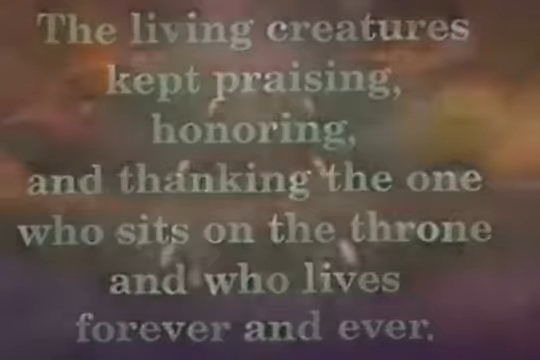 The living creatures
kept praising,
honoring,
and thanking the one
who sits on the throne
and who lives
forever and ever.